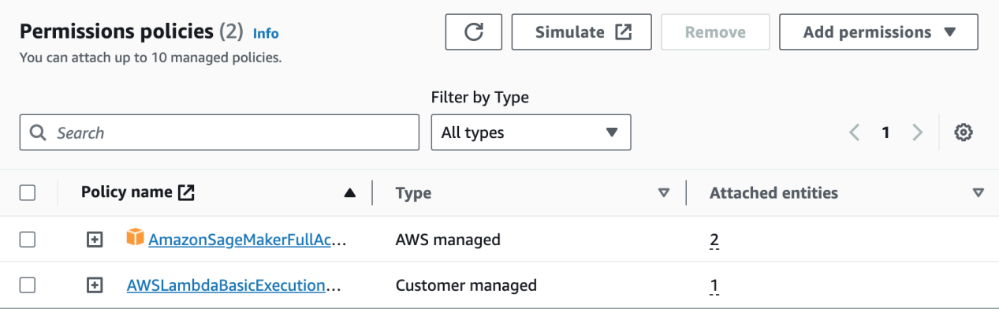 Permissions policies (2) Info
You can attach up to 10 managed policies.
Simulate
Remove
Add permissions
Filter by Type
Search
All types
1
Policy name Type Attached entities
AmazonSageMakerFullAc... AWS managed 2
AWSLambdaBasicExecution... Customer managed 1